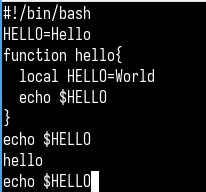 #!/bin/bash
HELLO=Hello
function hello{
  local HELLO=World
  echo $HELLO
}
echo $HELLO
hello
echo $HELLO